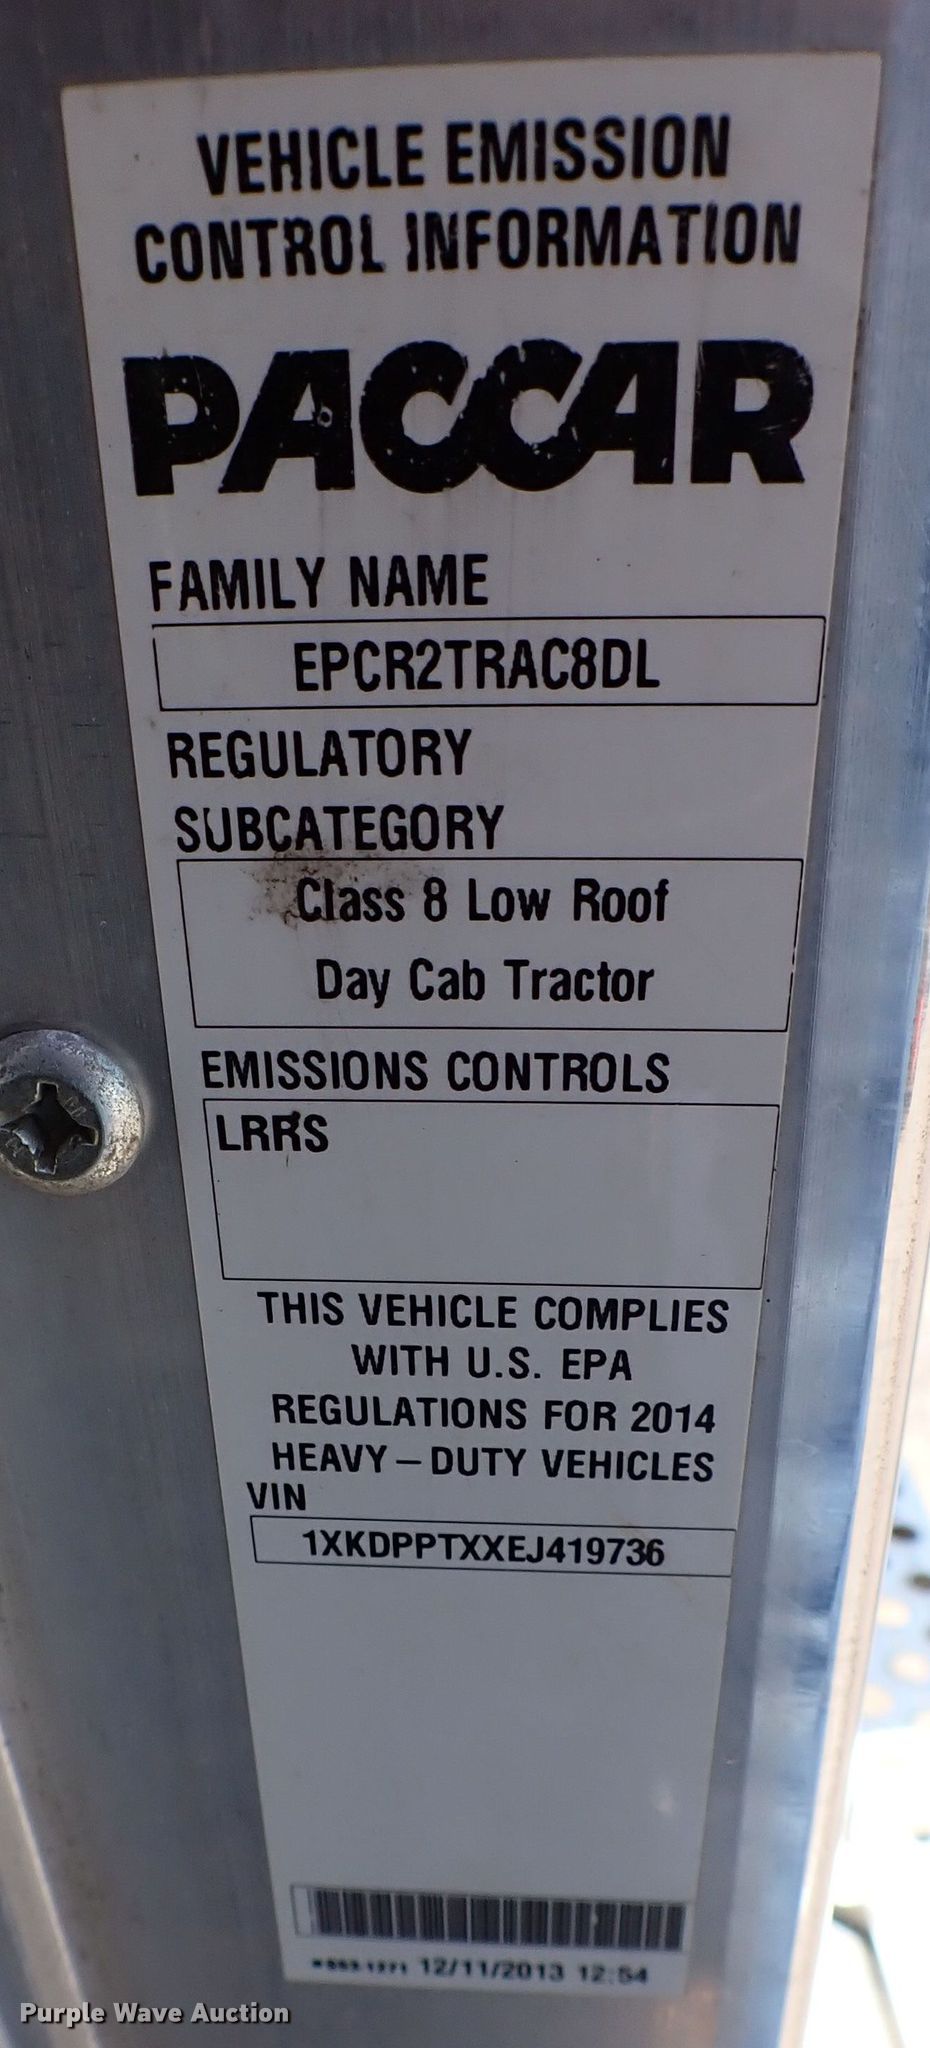 VEHICLE EMISSION
CONTROL INFORMATION
PACCAR
FAMILY NAME
EPCR2TRAC8DL
REGULATORY
SUBCATEGORY
Class 8 Low Roof
Day Cab Tractor
EMISSIONS CONTROLS
LRRS
THIS VEHICLE COMPLIES
WITH U.S. EPA
REGULATIONS FOR 2014
HEAVY-DUTY VEHICLES
VIN
1XKDPPTXXEJ419736
12/11/2013 12:54
Purple Wave Auction